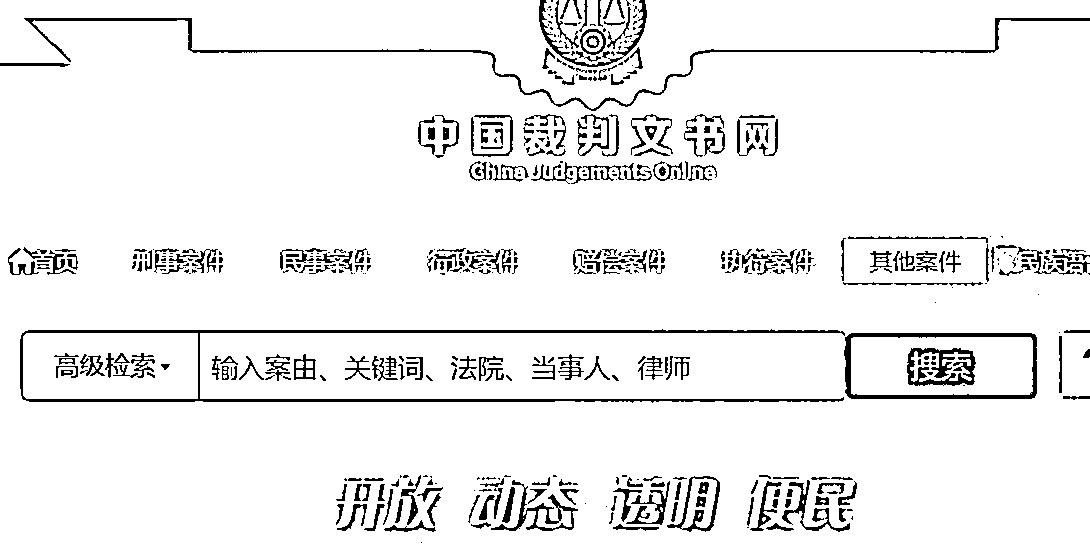 中国裁判文书网
China Judgements Online
首页 刑事案件 民事案件 行政案件 赔偿案件 执行案件 其他案件 民族语
高级检索 输入案由、关键词、法院、当事人、律师 搜索
开放 动态 透明 便民